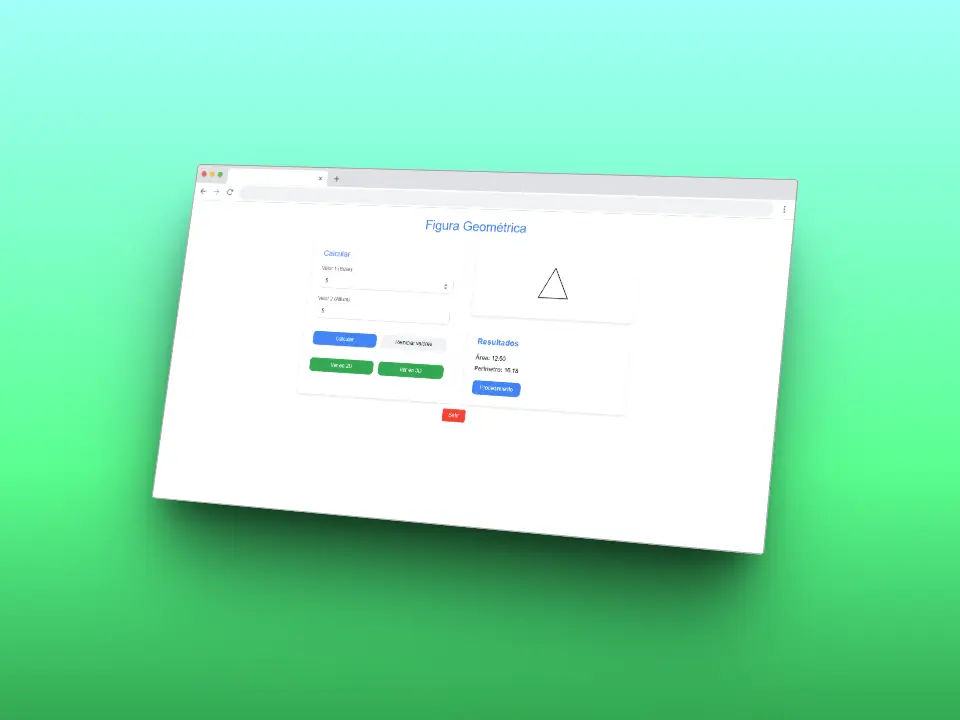 Figura Geométrica
Calcular
Valor 1 (Base)
5
Valor 2 (Altura)
5
Calcular
Reiniciar valores
Ver en 2D
Ver en 3D
Resultados
Área: 12.50
Perímetro: 16.18
Procedimiento
Salir